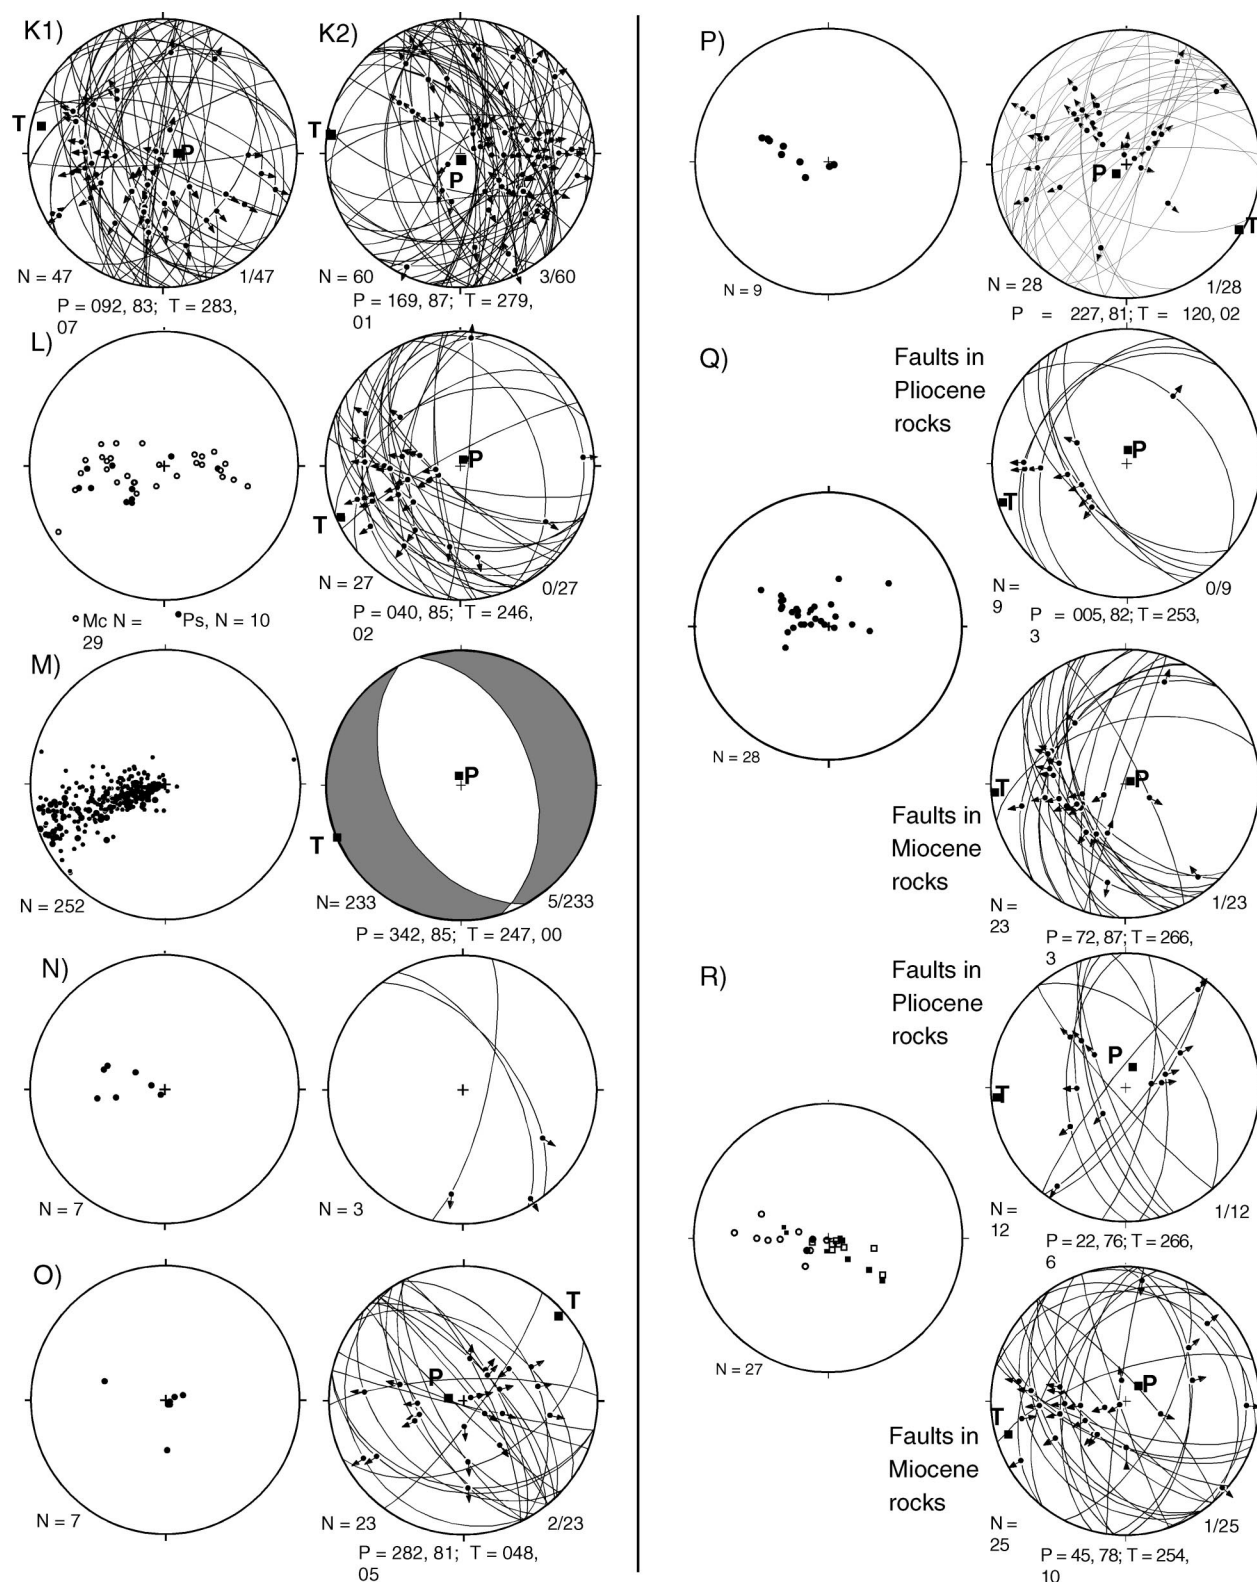 K1)
T
P
N = 47
1/47
P = 092, 83; T = 283,
07
K2)
T
P
N = 60
3/60
P = 169, 87; T = 279,
01
L)
Mc N =
29
Ps, N = 10
P
T
N = 27
0/27
P = 040, 85; T = 246,
02
M)
N = 252
P
T
N= 233
5/233
P = 342, 85; T = 247, 00
N)
N = 7
N = 3
O)
N = 7
T
P
N = 23
2/23
P = 282, 81; T = 048,
05
P)
N = 9
P
T
N = 28
1/28
P = 227, 81; T = 120, 02
Q)
N = 28
Faults in
Pliocene
rocks
P
T
N =
9
0/9
P = 005, 82; T = 253,
3
Faults in
Miocene
rocks
T
P
N =
23
1/23
P = 72, 87; T = 266,
3
R)
N = 27
Faults in
Pliocene
rocks
P
T
N =
12
1/12
P = 22, 76; T = 266,
6
Faults in
Miocene
rocks
P
T
N =
25
1/25
P = 45, 78; T = 254,
10